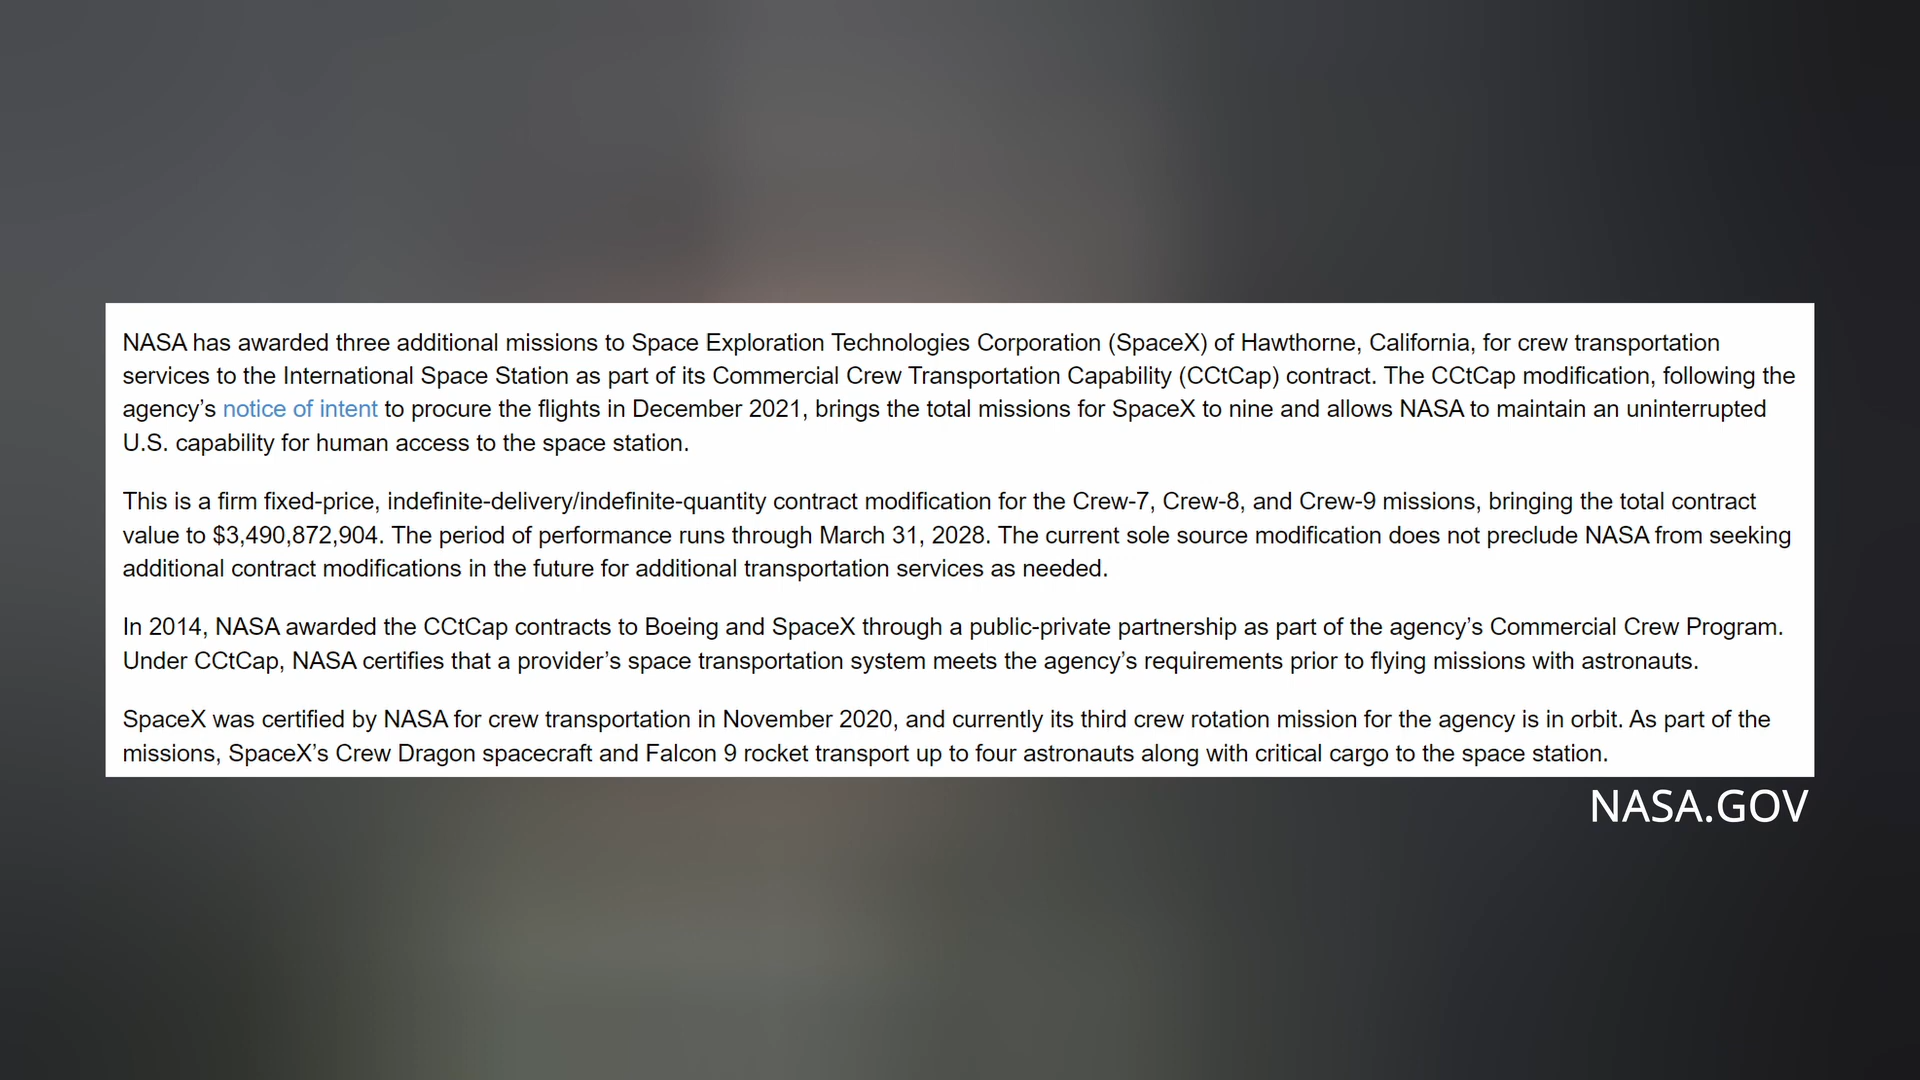 NASA has awarded three additional missions to Space Exploration Technologies Corporation (SpaceX) of Hawthorne, California, for crew transportation
services to the International Space Station as part of its Commercial Crew Transportation Capability (CCtCap) contract. The CCtCap modification, following the
agency’s notice of intent to procure the flights in December 2021, brings the total missions for SpaceX to nine and allows NASA to maintain an uninterrupted
U.S. capability for human access to the space station.
This is a firm fixed-price, indefinite-delivery/indefinite-quantity contract modification for the Crew-7, Crew-8, and Crew-9 missions, bringing the total contract
value to $3,490,872,904. The period of performance runs through March 31, 2028. The current sole source modification does not preclude NASA from seeking
additional contract modifications in the future for additional transportation services as needed.
In 2014, NASA awarded the CCtCap contracts to Boeing and SpaceX through a public-private partnership as part of the agency’s Commercial Crew Program.
Under CCtCap, NASA certifies that a provider’s space transportation system meets the agency’s requirements prior to flying missions with astronauts.
SpaceX was certified by NASA for crew transportation in November 2020, and currently its third crew rotation mission for the agency is in orbit. As part of the
missions, SpaceX’s Crew Dragon spacecraft and Falcon 9 rocket transport up to four astronauts along with critical cargo to the space station.
NASA.GOV